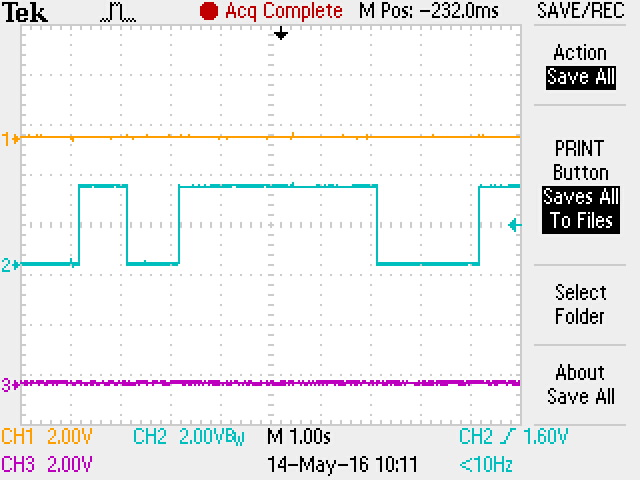 Tek Acq Complete M Pos: -232.0ms SAVE/REC
Action
Save All
1
PRINT
Button
Saves All
To Files
2
Select
Folder
About
Save All
3
CH1 2.00V CH2 2.00VBW M 1.00s CH2 1.60V
CH3 2.00V 14-May-16 10:11 <10Hz